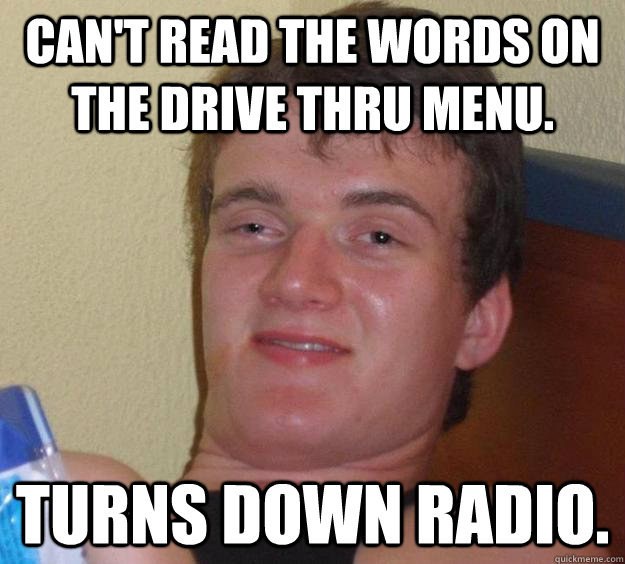 CAN'T READ THE WORDS ON
THE DRIVE THRU MENU.
TURNS DOWN RADIO.
quickmeme.com